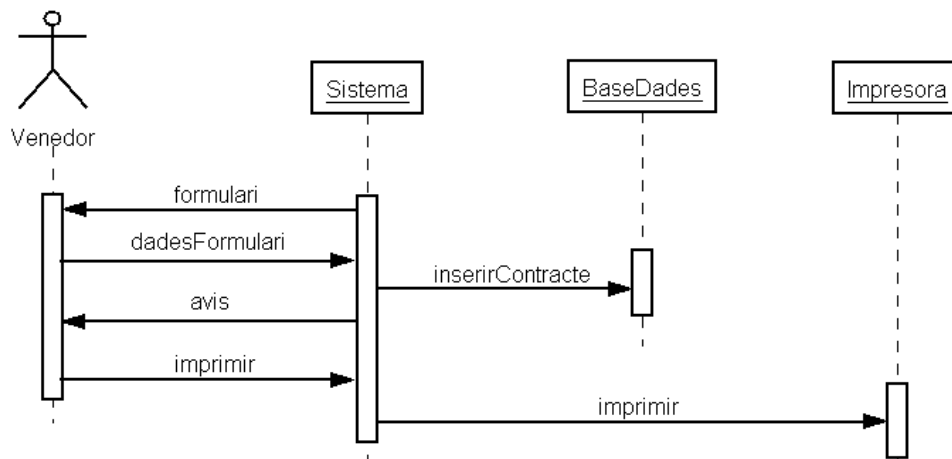 Venedor
Sistema
BaseDades
Impresora
formulari
dadesFormulari
inserirContracte
avis
imprimir
imprimir